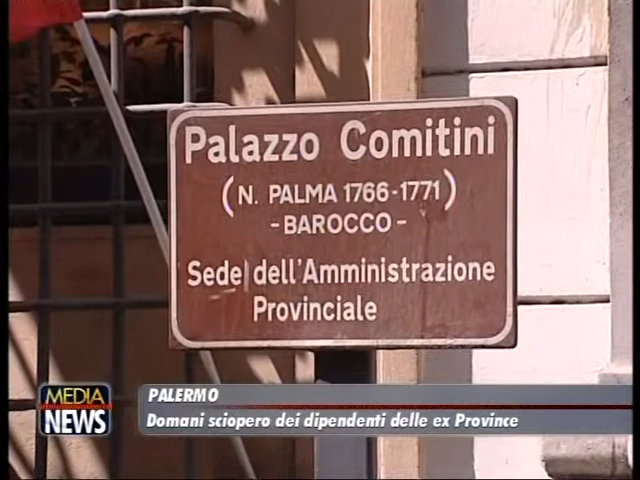 Palazzo Comitini
(N. PALMA 1766-1771)
-BAROCCO-
Sede dell'Amministrazione
Provinciale
MEDIA
NEWS
PALERMO
Domani sciopero dei dipendenti delle ex Province